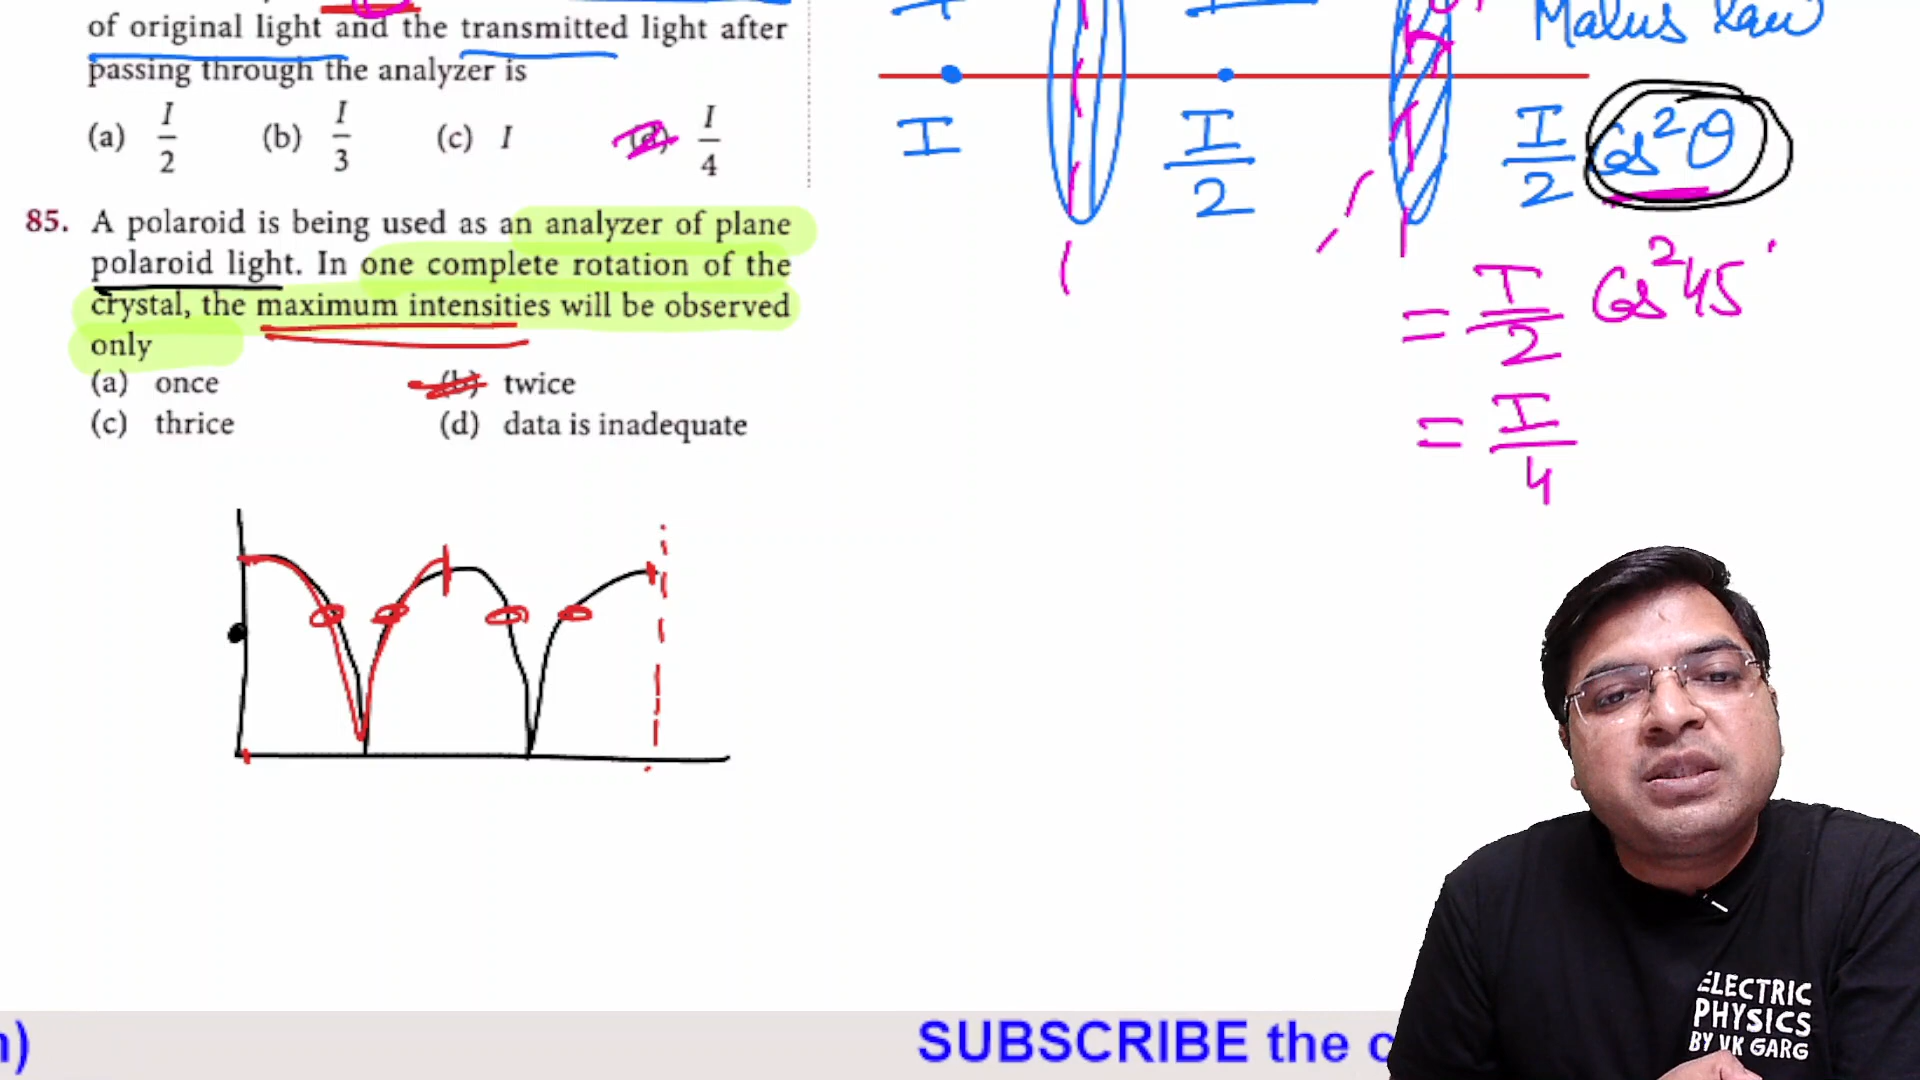 of original light and the transmitted light after
passing through the analyzer is
(a) I/2 (b) I/3 (c) I (d) I/4
85. A polaroid is being used as an analyzer of plane
polaroid light. In one complete rotation of the
crystal, the maximum intensities will be observed
only
(a) once (b) twice
(c) thrice (d) data is inadequate
Malus law
I I/2 I/2 Cos²θ
= I/2 Cos²45°
= I/4
ELECTRIC
PHYSICS
BY VK GARG
SUBSCRIBE the c